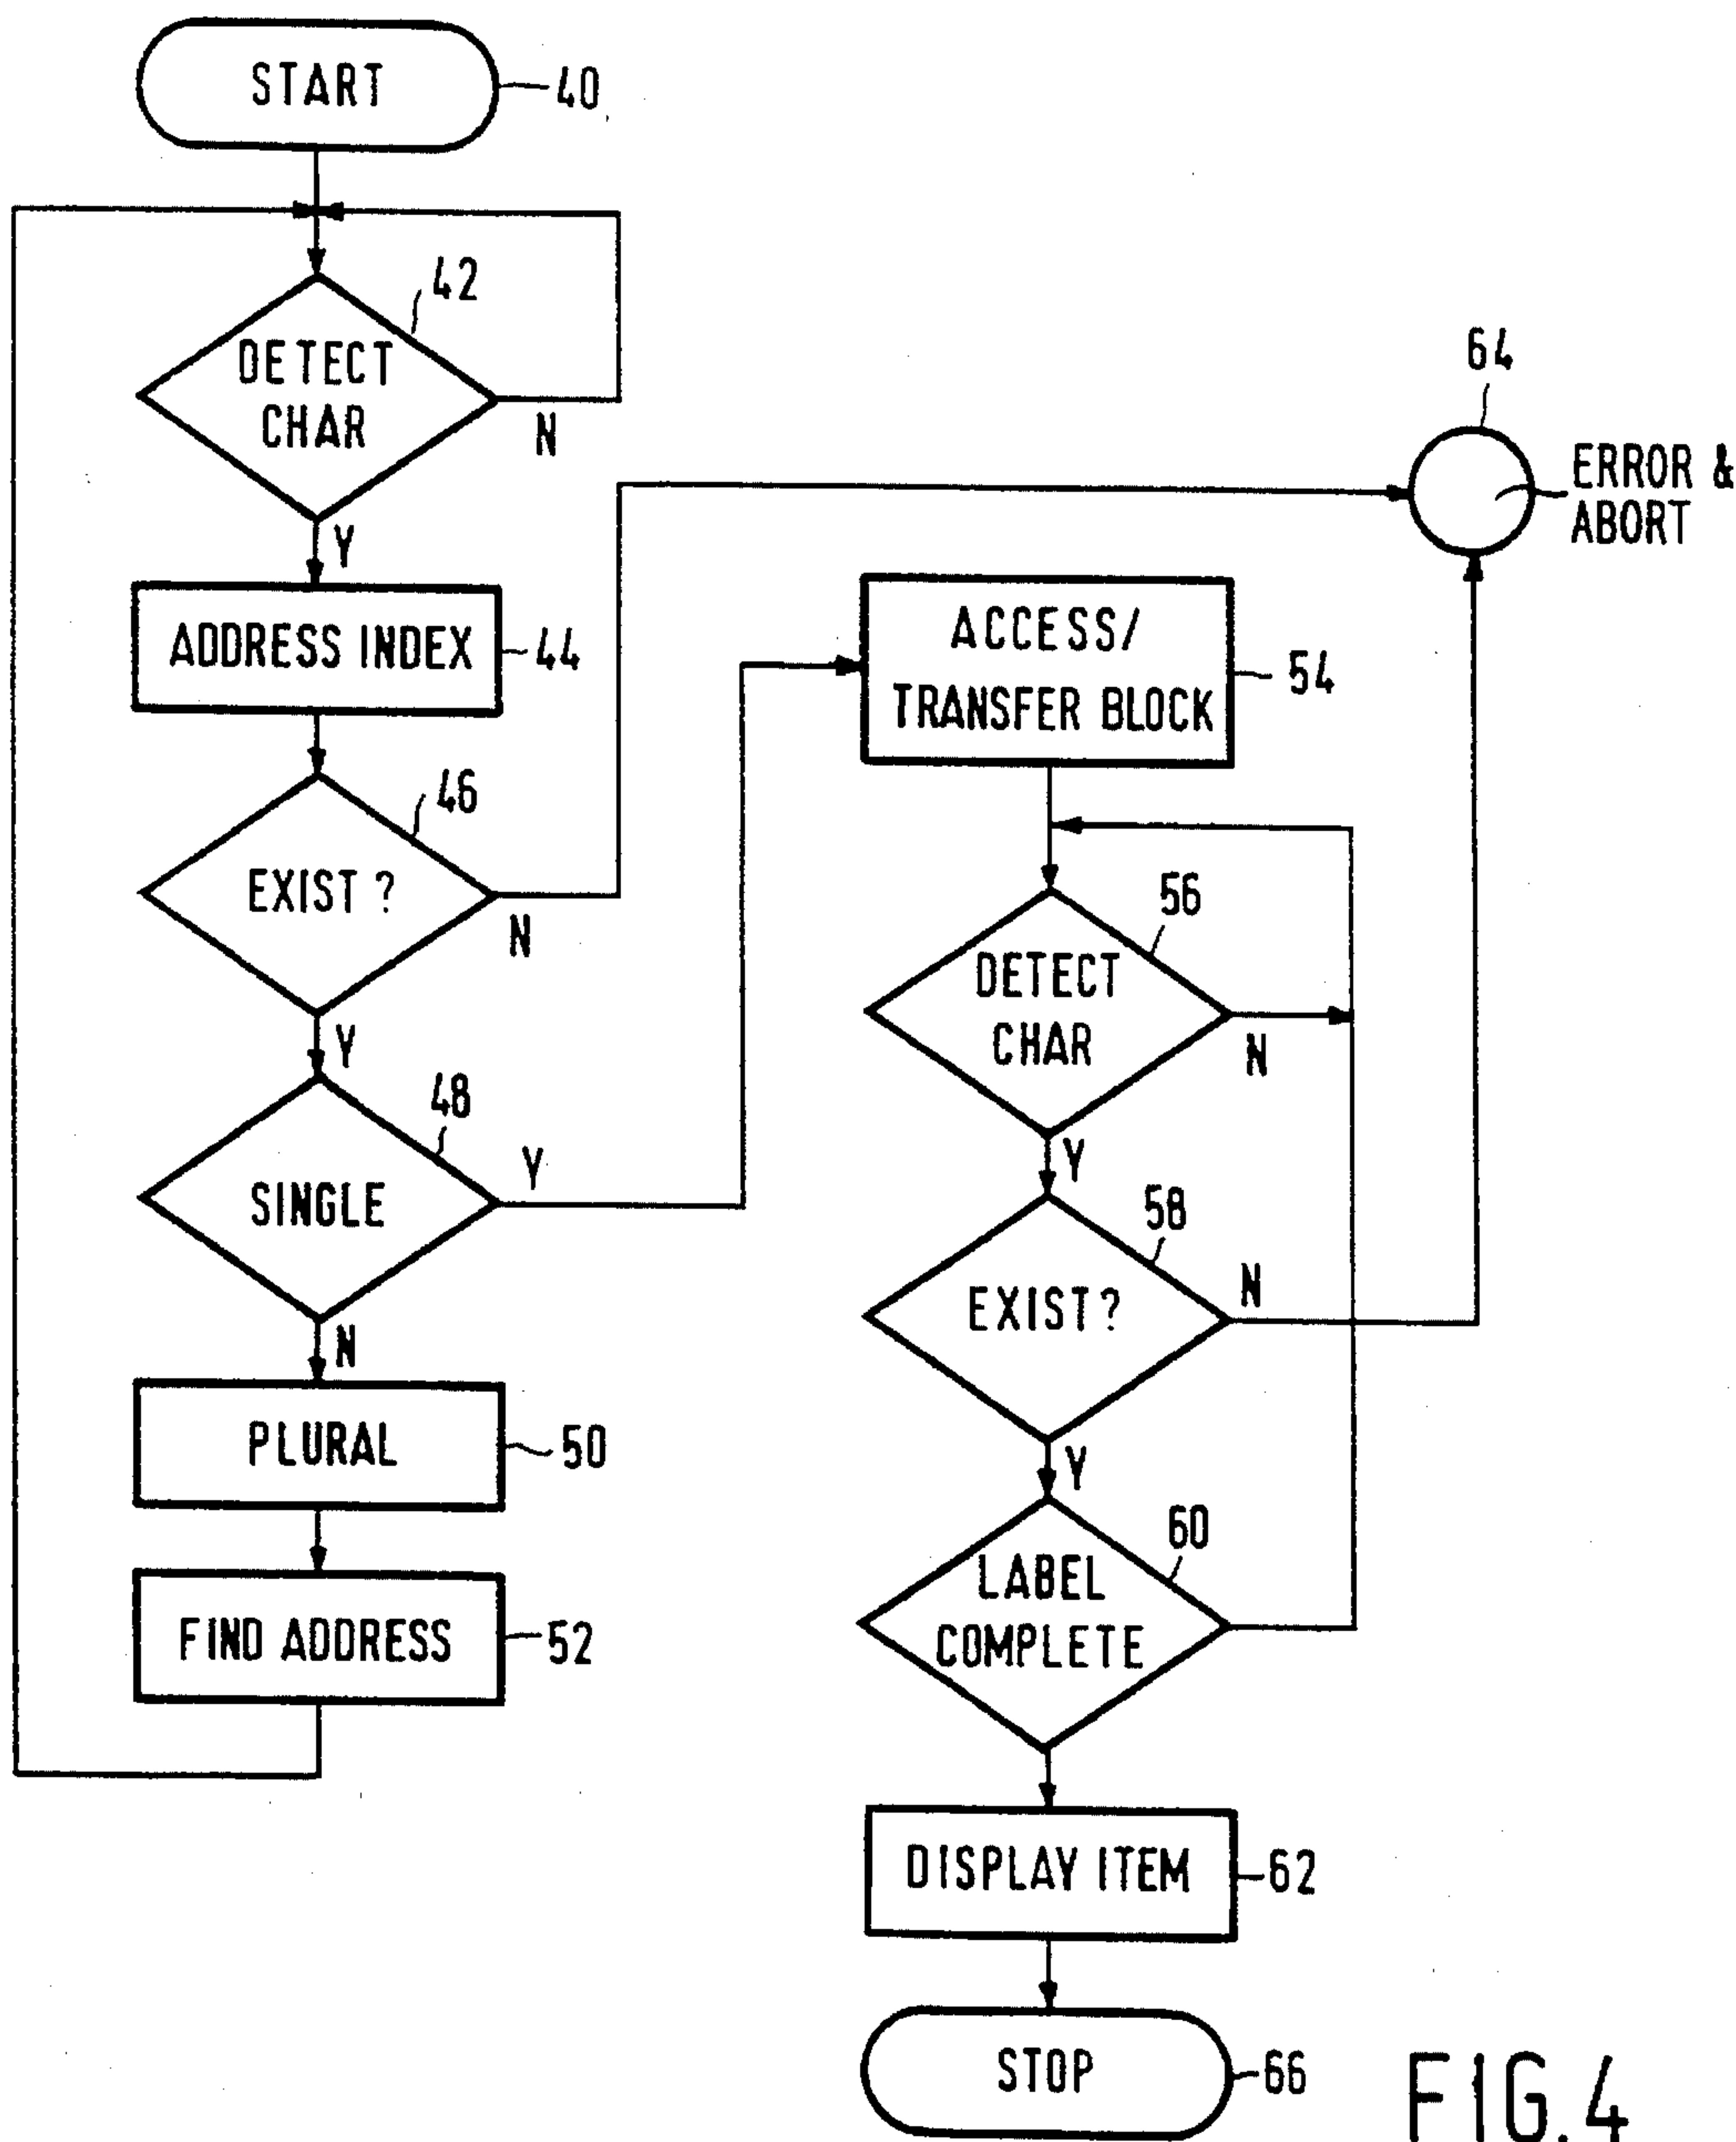 START
40
42
DETECT
CHAR
N
Y
ADDRESS INDEX
44
46
EXIST ?
N
Y
48
SINGLE
Y
N
PLURAL
50
FIND ADDRESS
52
64
ERROR &
ABORT
ACCESS/
TRANSFER BLOCK
54
56
DETECT
CHAR
N
Y
58
EXIST ?
N
Y
60
LABEL
COMPLETE
DISPLAY ITEM
62
STOP
66
FIG.4